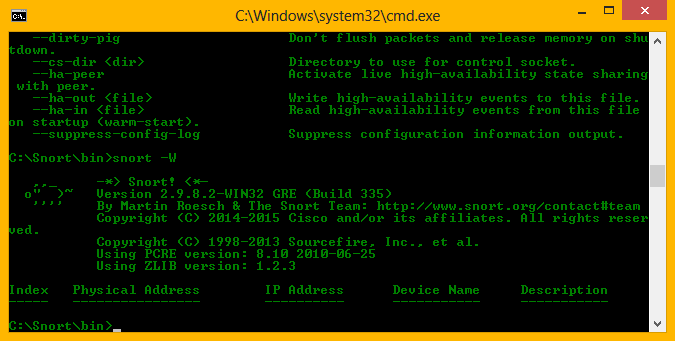 C:\Windows\system32\cmd.exe
--dirty-pig Don't flush packets and release memory on shu
tdown.
--cs-dir <dir> Directory to use for control socket.
--ha-peer Activate live high-availability state sharing
with peer.
--ha-out <file> Write high-availability events to this file.
--ha-in <file> Read high-availability events from this file
on startup (warm-start).
--suppress-config-log Suppress configuration information output.
C:\Snort\bin>snort -W
,,_ -*> Snort! <*-
o" )~ Version 2.9.8.2-WIN32 GRE (Build 335)
'''' By Martin Roesch & The Snort Team: http://www.snort.org/contact#team
Copyright (C) 2014-2015 Cisco and/or its affiliates. All rights reser
ved.
Copyright (C) 1998-2013 Sourcefire, Inc., et al.
Using PCRE version: 8.10 2010-06-25
Using ZLIB version: 1.2.3
Index Physical Address IP Address Device Name Description
----- ---------------- ---------- ----------- -----------
C:\Snort\bin>_